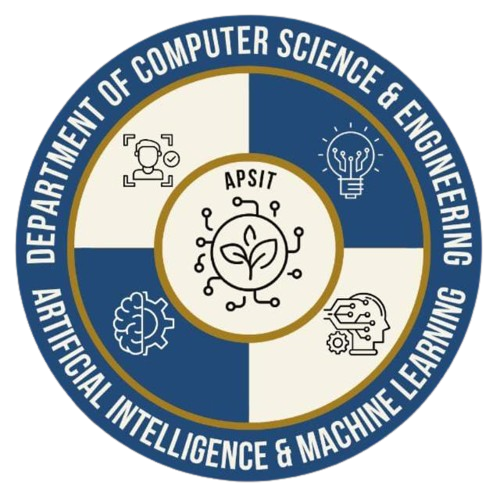 DEPARTMENT OF COMPUTER SCIENCE & ENGINEERING
APSIT
ARTIFICIAL INTELLIGENCE & MACHINE LEARNING